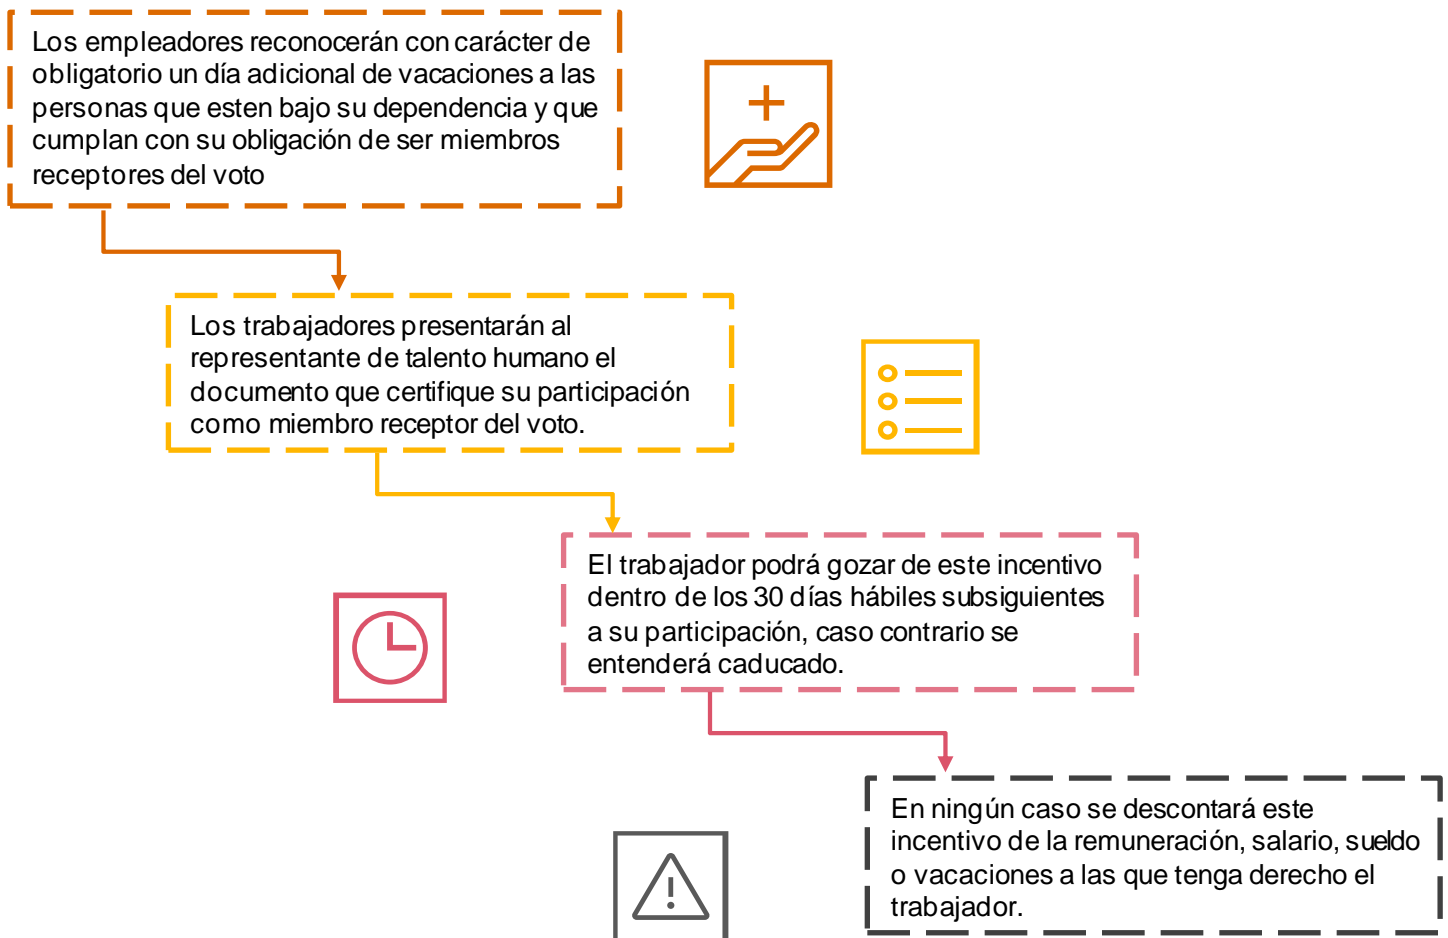 Los empleadores reconocerán con carácter de
obligatorio un día adicional de vacaciones a las
personas que esten bajo su dependencia y que
cumplan con su obligación de ser miembros
receptores del voto
Los trabajadores presentarán al
representante de talento humano el
documento que certifique su participación
como miembro receptor del voto.
El trabajador podrá gozar de este incentivo
dentro de los 30 días hábiles subsiguientes
a su participación, caso contrario se
entenderá caducado.
En ningún caso se descontará este
incentivo de la remuneración, salario, sueldo
o vacaciones a las que tenga derecho el
trabajador.